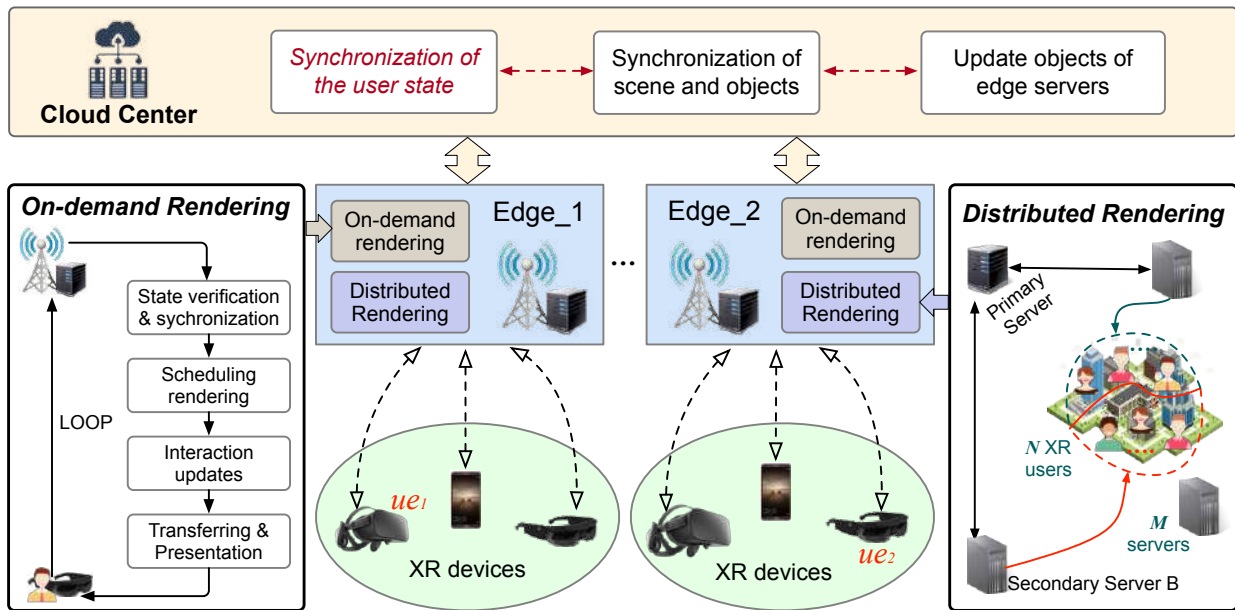 Synchronization of
the user state
Synchronization of
scene and objects
Update objects of
edge servers
Cloud Center
On-demand Rendering
State verification
& sychronization
Scheduling
rendering
Interaction
updates
Transferring &
Presentation
LOOP
On-demand
rendering
Distributed
Rendering
Edge_1
...
Edge_2
On-demand
rendering
Distributed
Rendering
ue1
XR devices
ue2
XR devices
Distributed Rendering
Primary
Server
....
N XR
users
....
M
servers
Secondary Server B